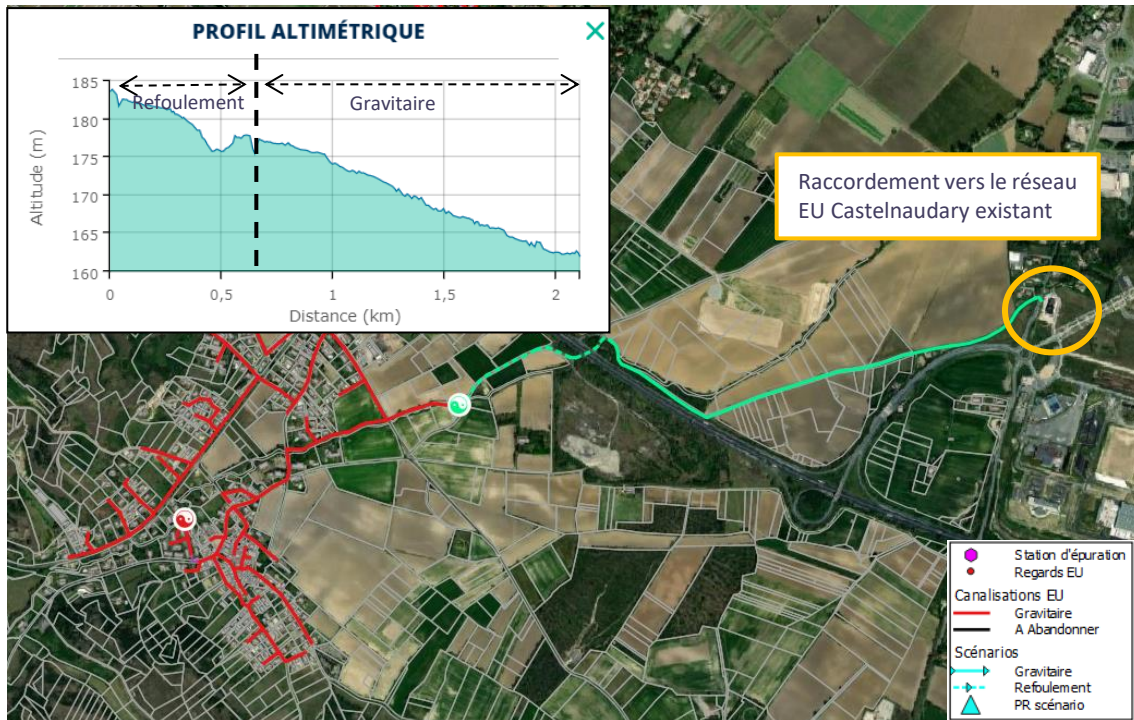 PROFIL ALTIMÉTRIQUE
185
180
175
170
165
160
Altitude (m)
Refoulement
Gravitaire
0
0,5
1
1,5
2
Distance (km)
Raccordement vers le réseau
EU Castelnaudary existant
Station d'épuration
Regards EU
Canalisations EU
Gravitaire
A Abandonner
Scénarios
Gravitaire
Refoulement
PR scénario